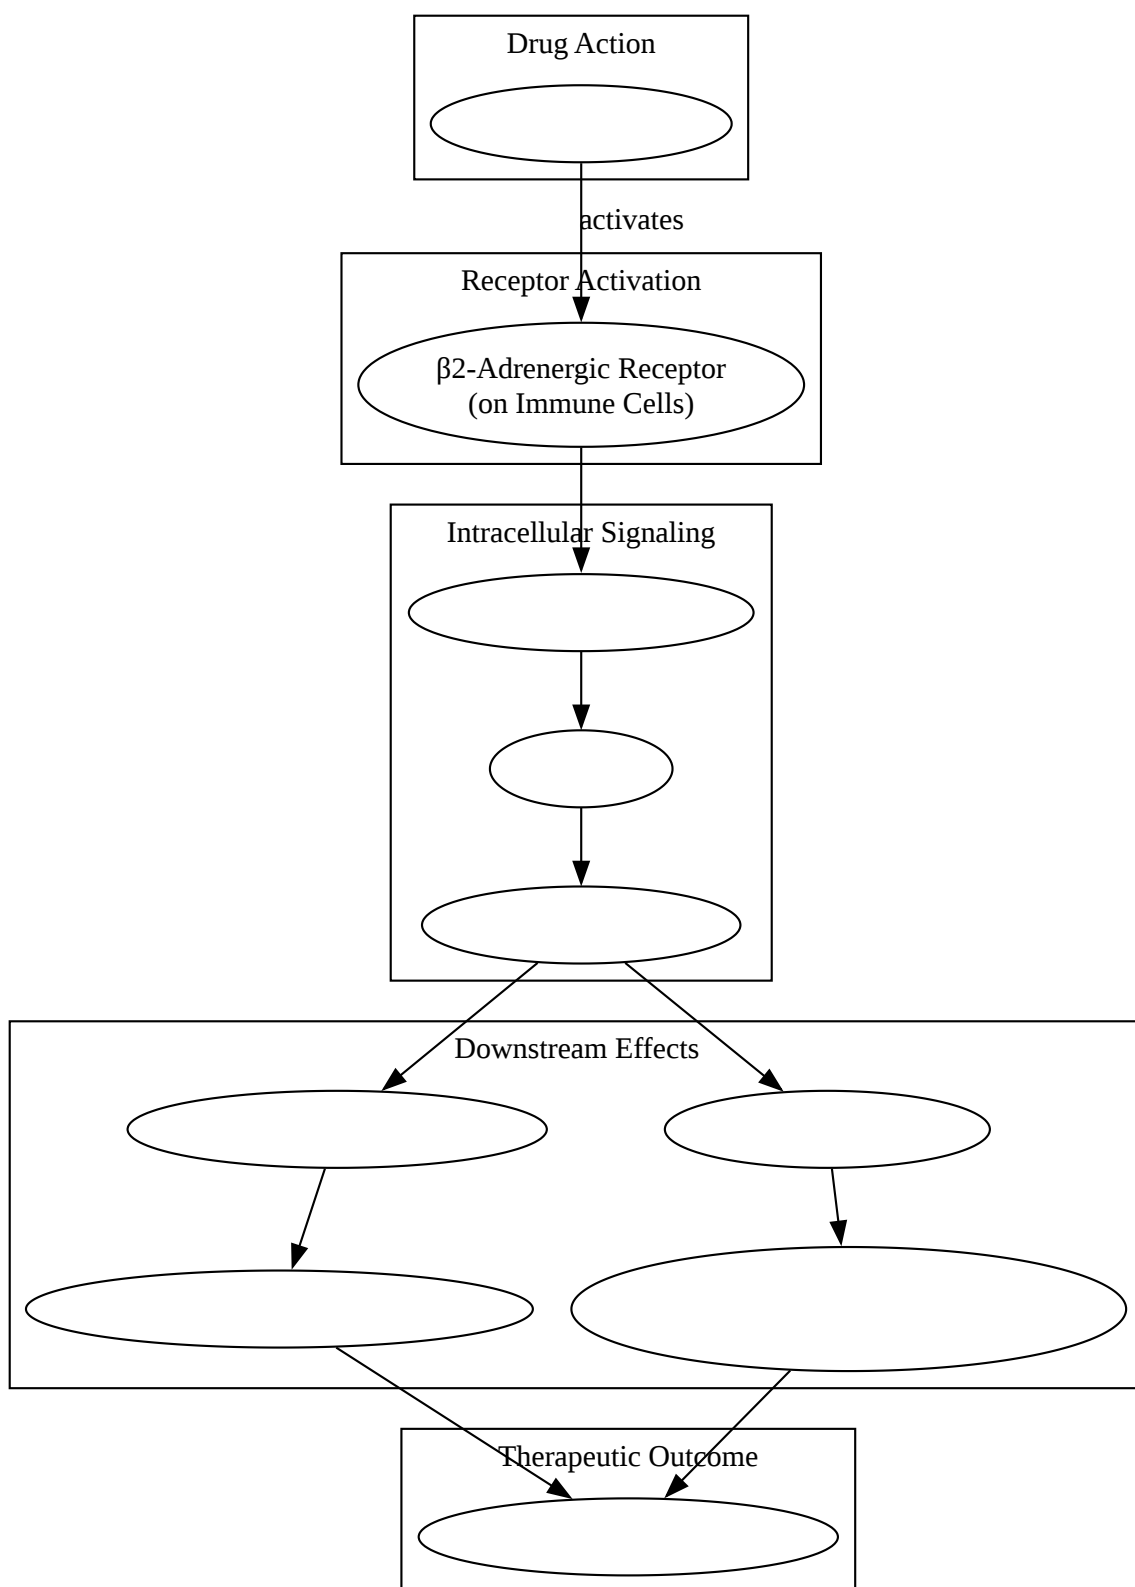 Drug Action
activates
Receptor Activation
β2-Adrenergic Receptor
(on Immune Cells)
Intracellular Signaling
Downstream Effects
Therapeutic Outcome